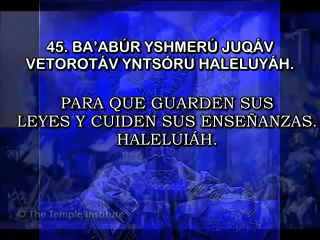 45. BA'ABÚR YSHMERÚ JUQÁV
VETOROTÁV YNTSÓRU HALELUYÁH.
PARA QUE GUARDEN SUS
LEYES Y CUIDEN SUS ENSEÑANZAS.
HALELUIÁH.
© The Temple Institute